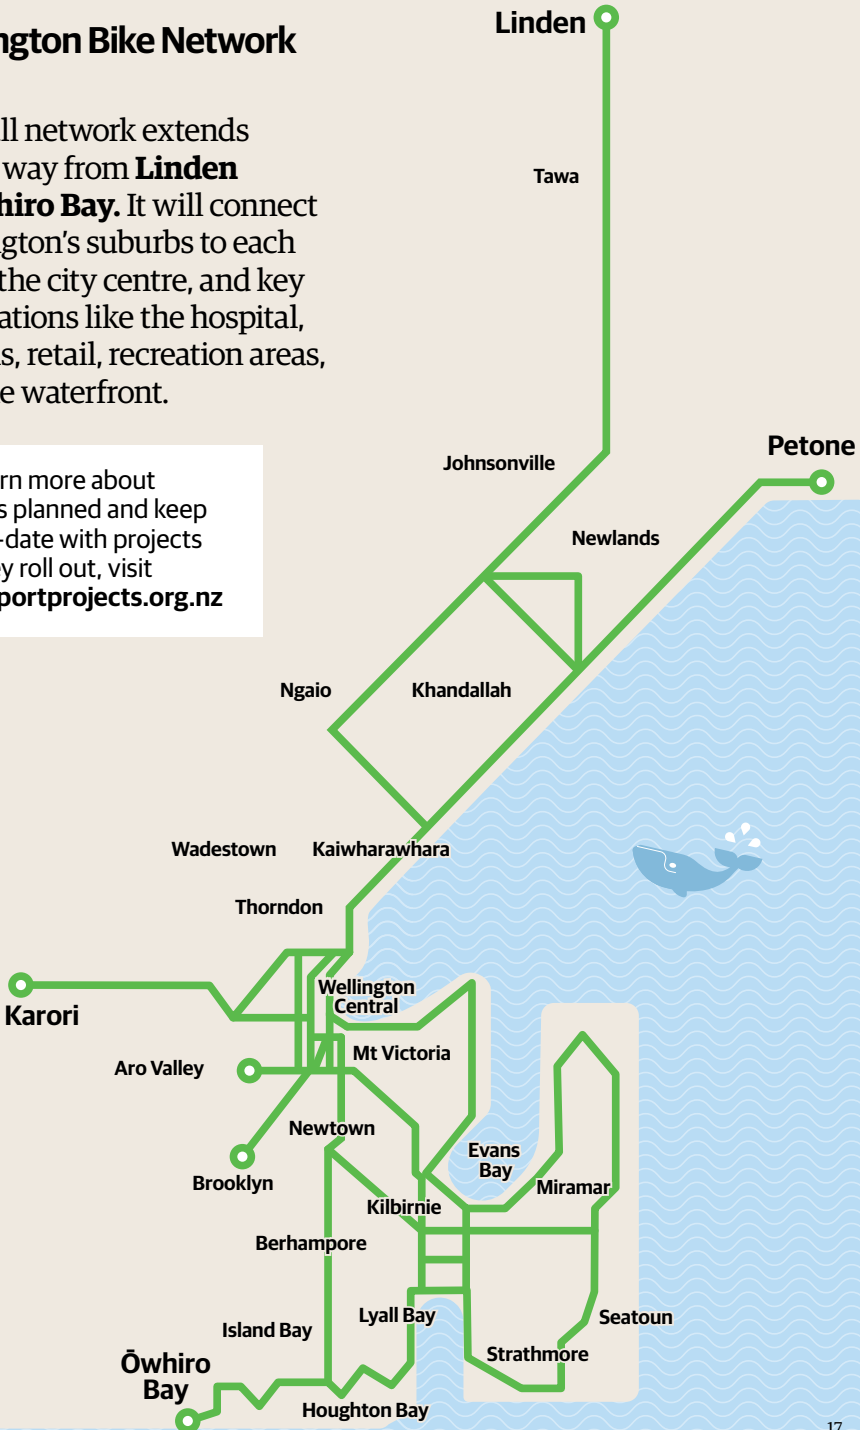 ngton Bike Network
ll network extends
way from Linden
hiro Bay. It will connect
ngton's suburbs to each
the city centre, and key
ations like the hospital,
s, retail, recreation areas,
e waterfront.
rn more about
s planned and keep
-date with projects
y roll out, visit
portprojects.org.nz
Linden
Tawa
Johnsonville
Petone
Newlands
Ngaio
Khandallah
Wadestown
Kaiwharawhara
Thorndon
Karori
Wellington
Central
Aro Valley
Mt Victoria
Newtown
Brooklyn
Evans
Bay
Miramar
Kilbirnie
Berhampore
Lyall Bay
Seatoun
Island Bay
Strathmore
Ōwhiro
Bay
Houghton Bay
17